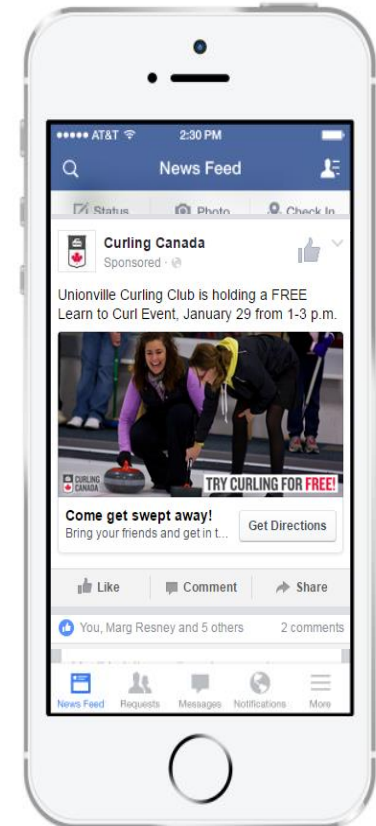 AT&T 2:30 PM
News Feed
Status Photo Check In
Curling Canada
Sponsored ·
Unionville Curling Club is holding a FREE
Learn to Curl Event, January 29 from 1-3 p.m.
CURLING
CANADA
TRY CURLING FOR FREE!
Come get swept away!
Bring your friends and get in t...
Get Directions
Like Comment Share
You, Marg Resney and 5 others 2 comments
News Feed Requests Messages Notifications More